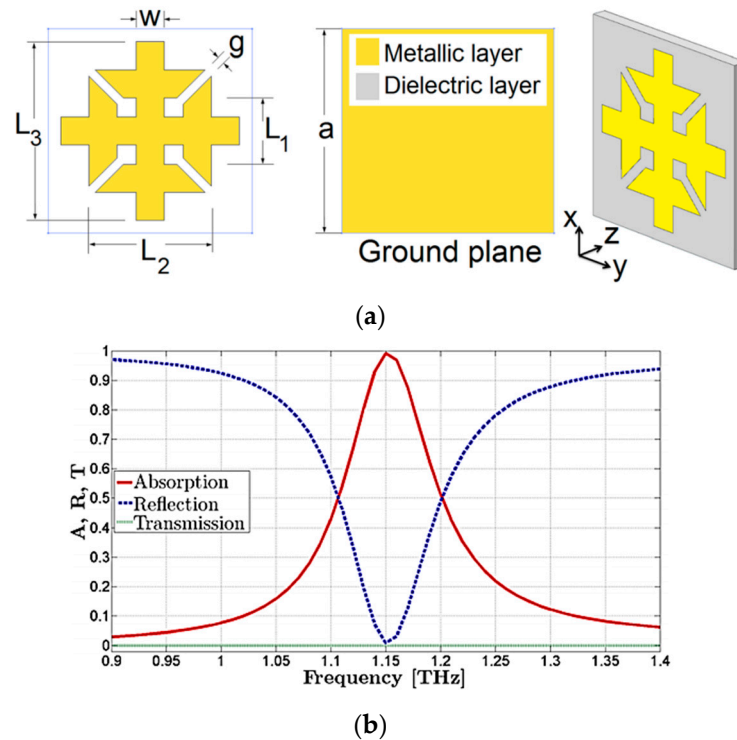 w
g
L3
L1
L2
a
Metallic layer
Dielectric layer
Ground plane
x
z
y
(a)
1
0.9
0.8
0.7
0.6
0.5
0.4
0.3
0.2
0.1
0
A, R, T
Absorption
Reflection
Transmission
0.9 0.95 1 1.05 1.1 1.15 1.2 1.25 1.3 1.35 1.4
Frequency [THz]
(b)